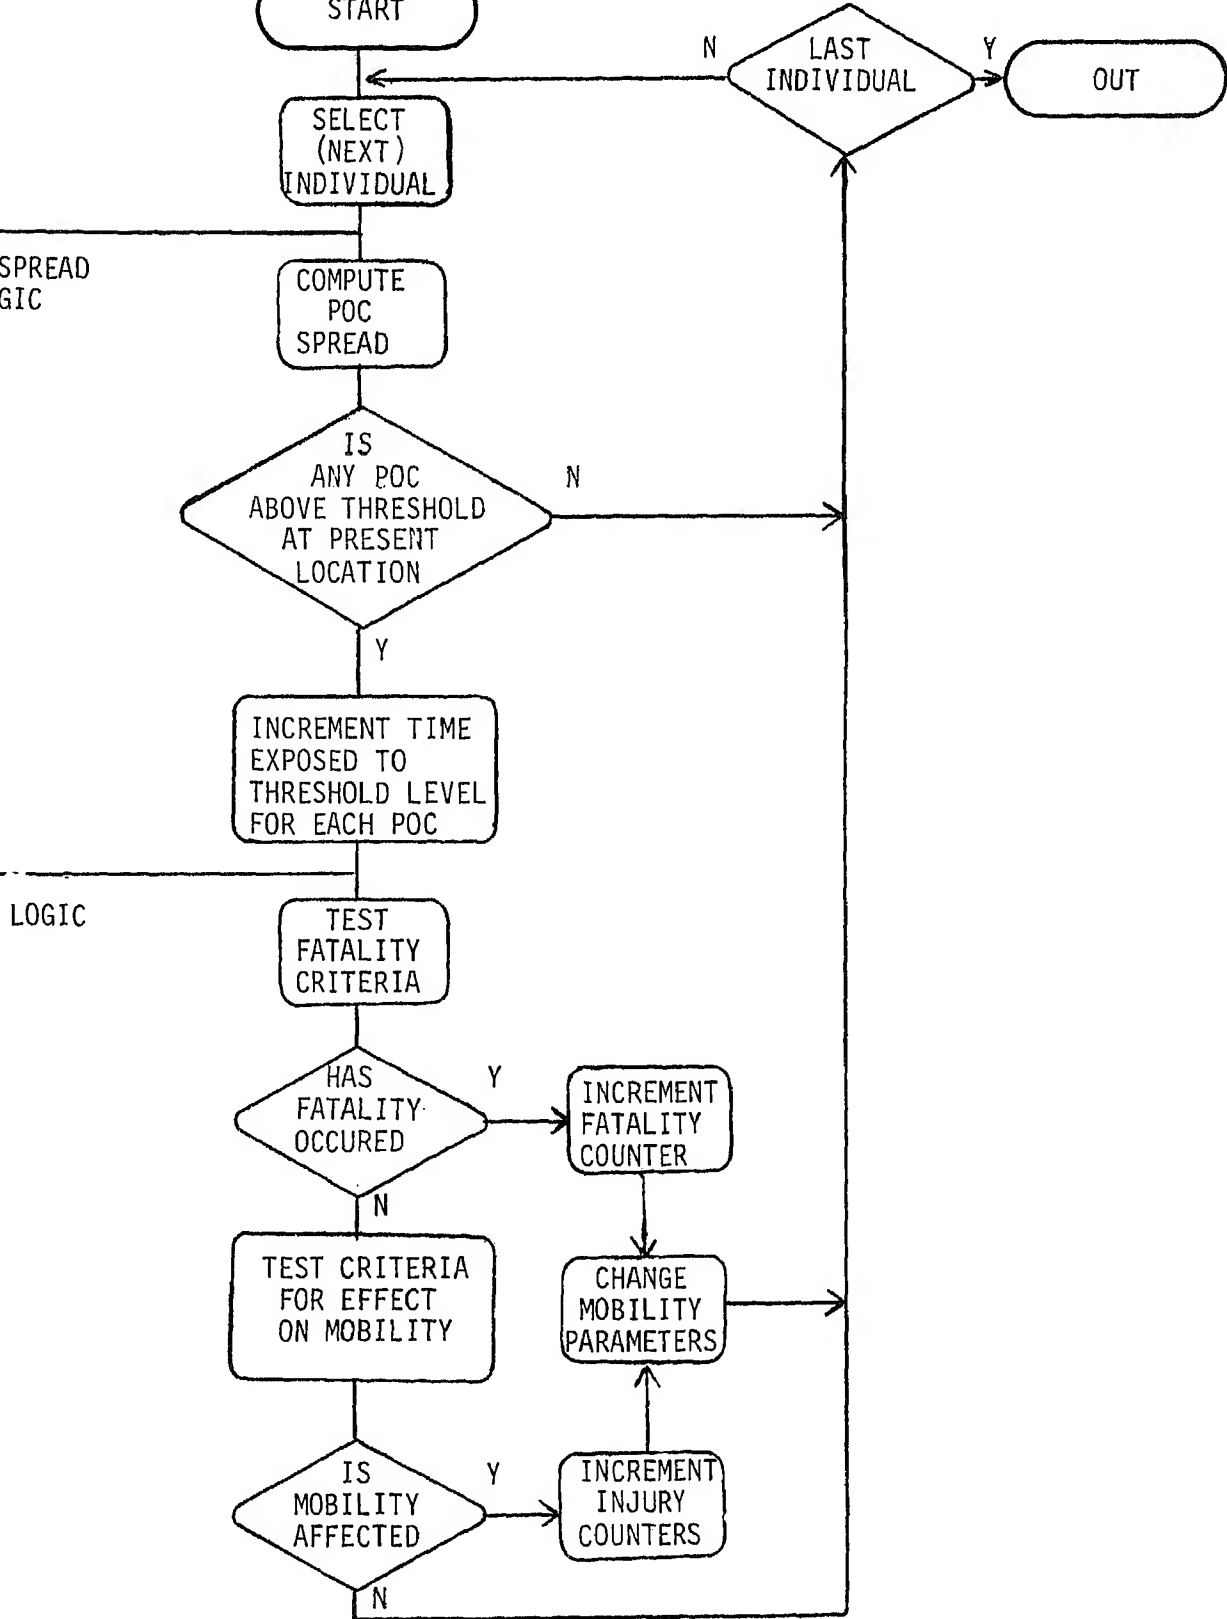 START
N
LAST
INDIVIDUAL
Y
OUT
SELECT
(NEXT)
INDIVIDUAL
SPREAD
GIC
COMPUTE
POC
SPREAD
IS
ANY POC
ABOVE THRESHOLD
AT PRESENT
LOCATION
N
Y
INCREMENT TIME
EXPOSED TO
THRESHOLD LEVEL
FOR EACH POC
LOGIC
TEST
FATALITY
CRITERIA
HAS
FATALITY
OCCURED
Y
INCREMENT
FATALITY
COUNTER
N
TEST CRITERIA
FOR EFFECT
ON MOBILITY
CHANGE
MOBILITY
PARAMETERS
IS
MOBILITY
AFFECTED
Y
INCREMENT
INJURY
COUNTERS
N